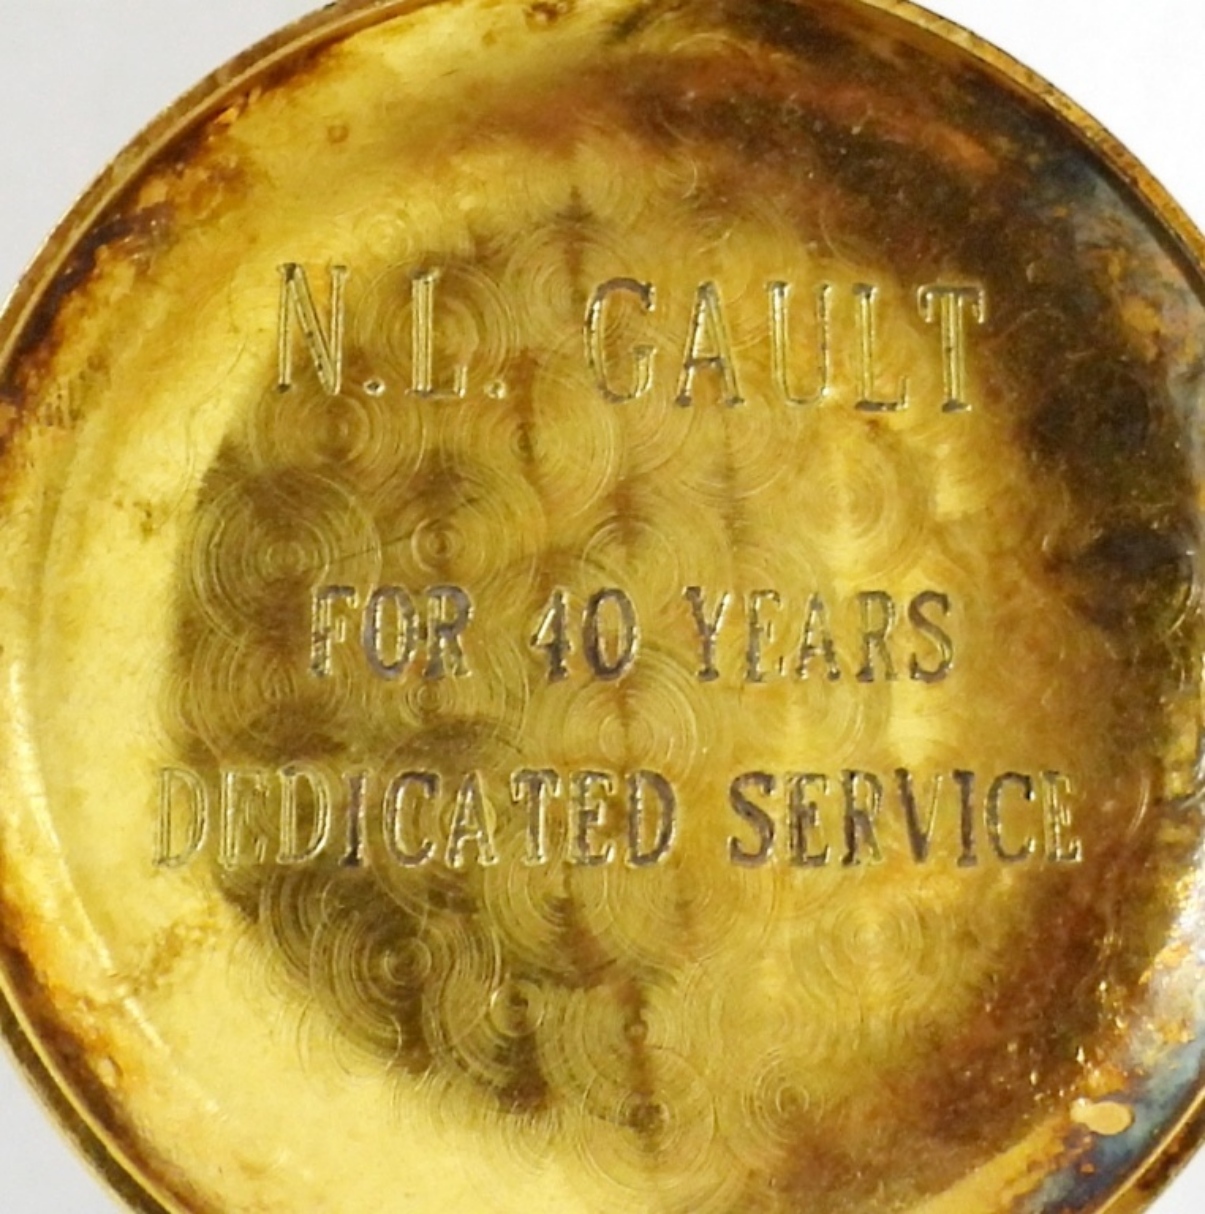 N.L. GAULT
FOR 40 YEARS
DEDICATED SERVICE